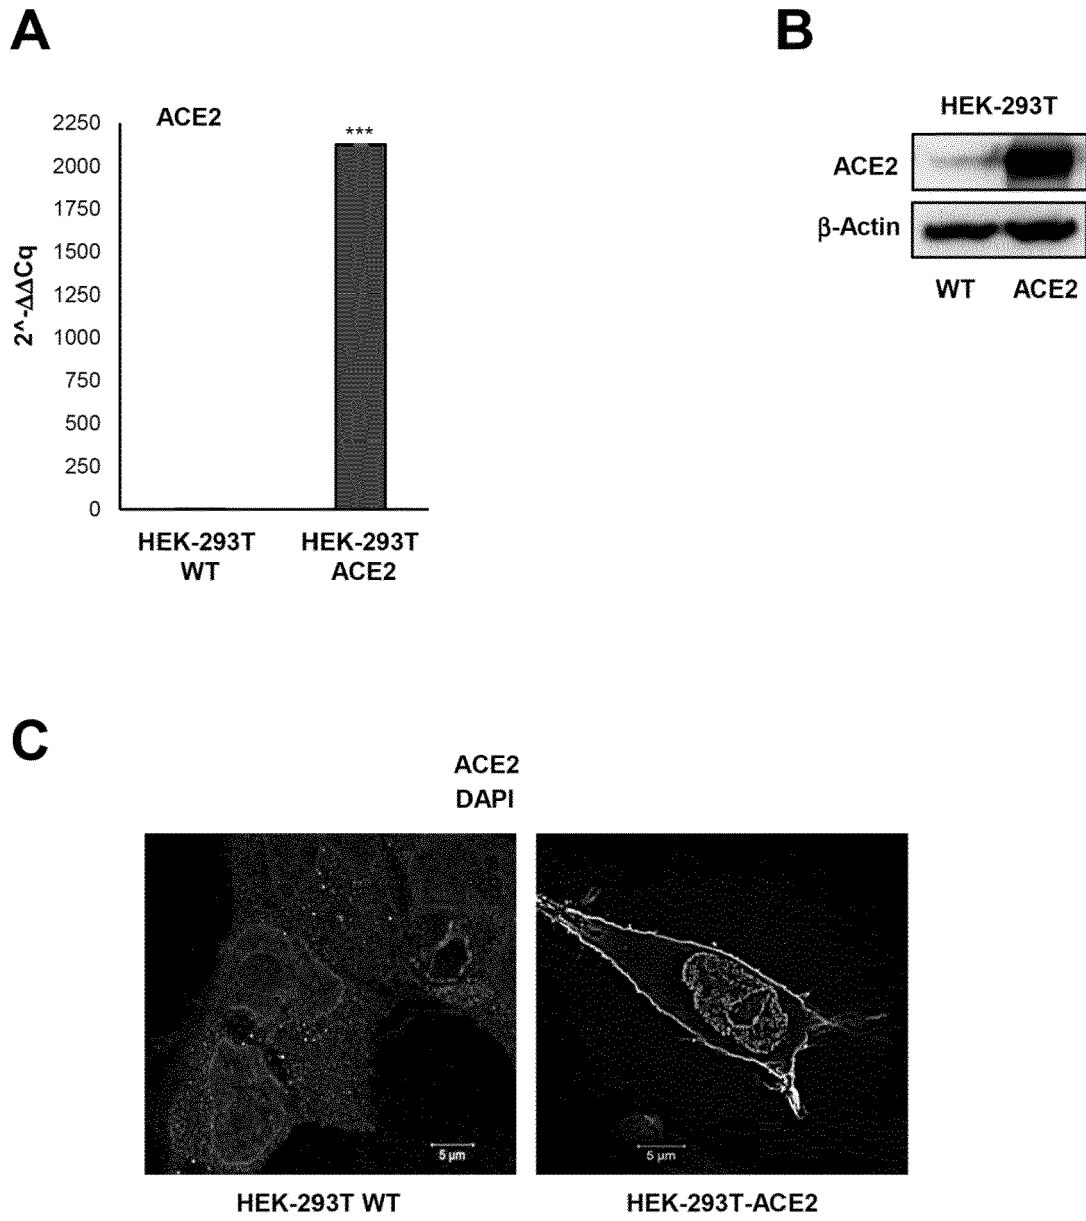 A
ACE2
***
2250
2000
1750
1500
1250
1000
750
500
250
0
2^-ΔΔCq
HEK-293T
WT
HEK-293T
ACE2
B
HEK-293T
ACE2
β-Actin
WT ACE2
C
ACE2
DAPI
5 µm
5 µm
HEK-293T WT
HEK-293T-ACE2